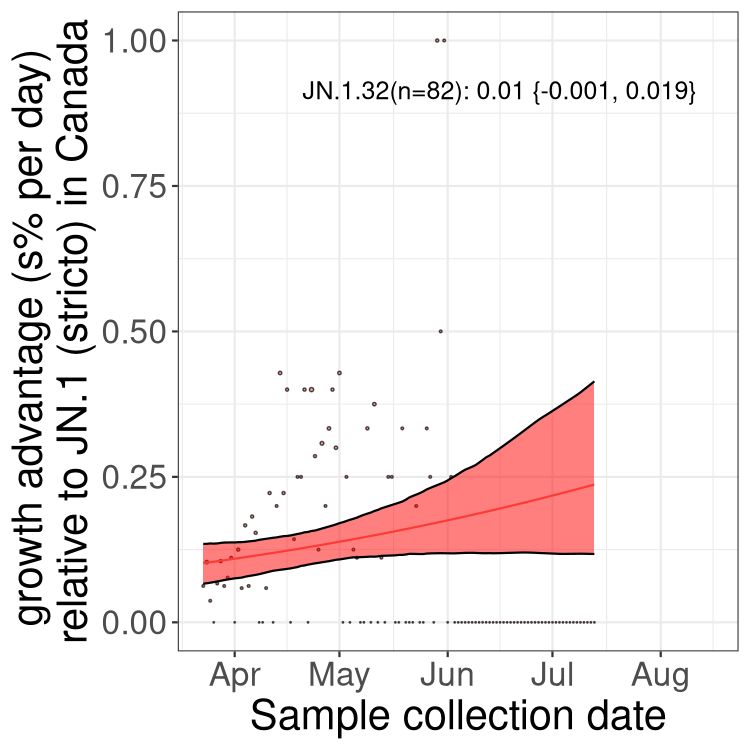 growth advantage (s% per day)
relative to JN.1 (stricto) in Canada
1.00
0.75
0.50
0.25
0.00
JN.1.32(n=82): 0.01 {-0.001, 0.019}
Apr May Jun Jul Aug
Sample collection date